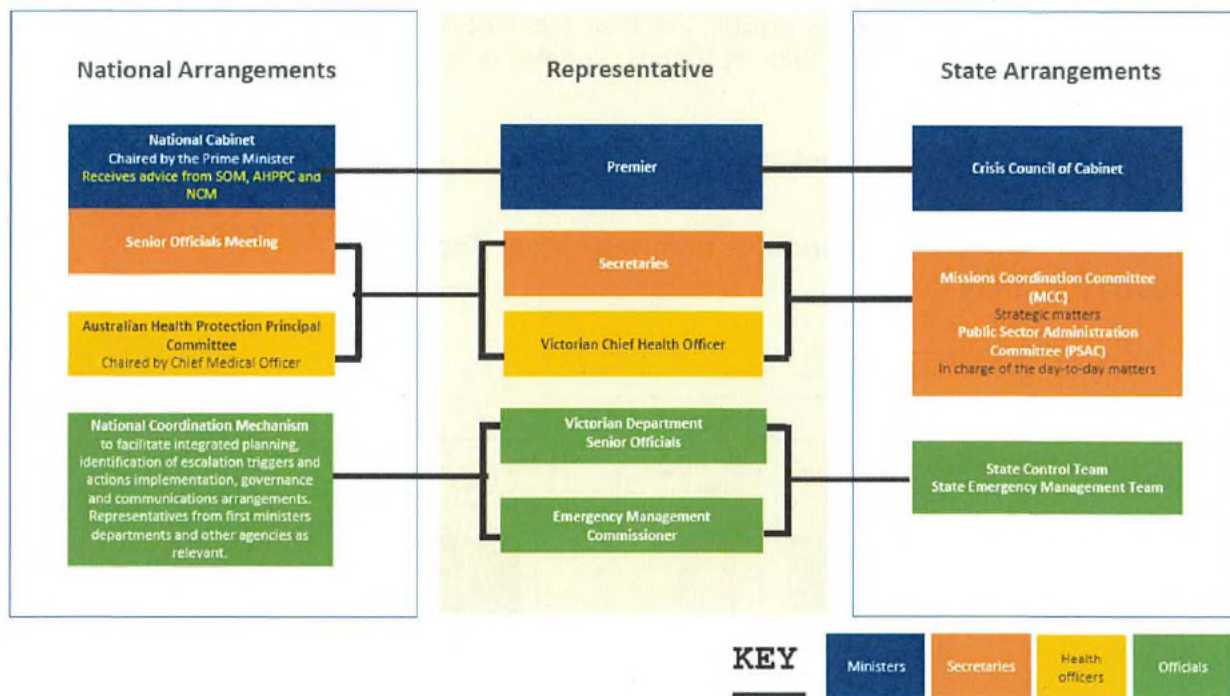 National Arrangements
National Cabinet
Chaired by the Prime Minister
Receives advice from SOM, AHPPC and
NCM
Senior Officials Meeting
Australian Health Protection Principal
Committee
Chaired by Chief Medical Officer
National Coordination Mechanism
to facilitate integrated planning,
identification of escalation triggers and
actions implementation, governance
and communications arrangements.
Representatives from first ministers
departments and other agencies as
relevant.
Representative
Premier
Secretaries
Victorian Chief Health Officer
Victorian Department
Senior Officials
Emergency Management
Commissioner
State Arrangements
Crisis Council of Cabinet
Missions Coordination Committee
(MCC)
Strategic matters
Public Sector Administration
Committee (PSAC)
In charge of the day-to-day matters
State Control Team
State Emergency Management Team
KEY
Ministers
Secretaries
Health
officers
Officials